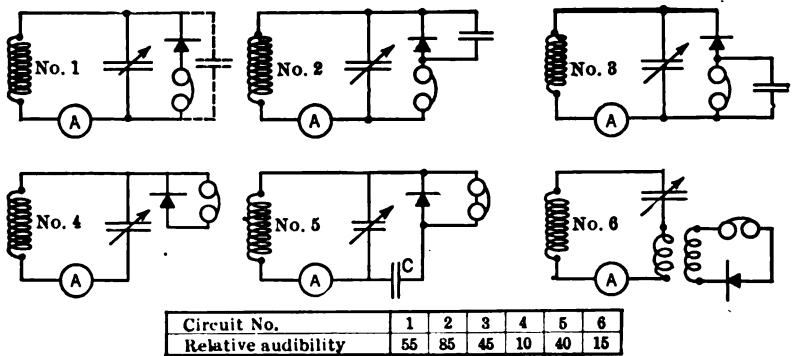 No. 1
A
No. 2
A
No. 3
A
No. 4
A
No. 5
C
A
No. 6
A
Circuit No. 1 2 3 4 5 6
Relative audibility 55 85 45 10 40 15